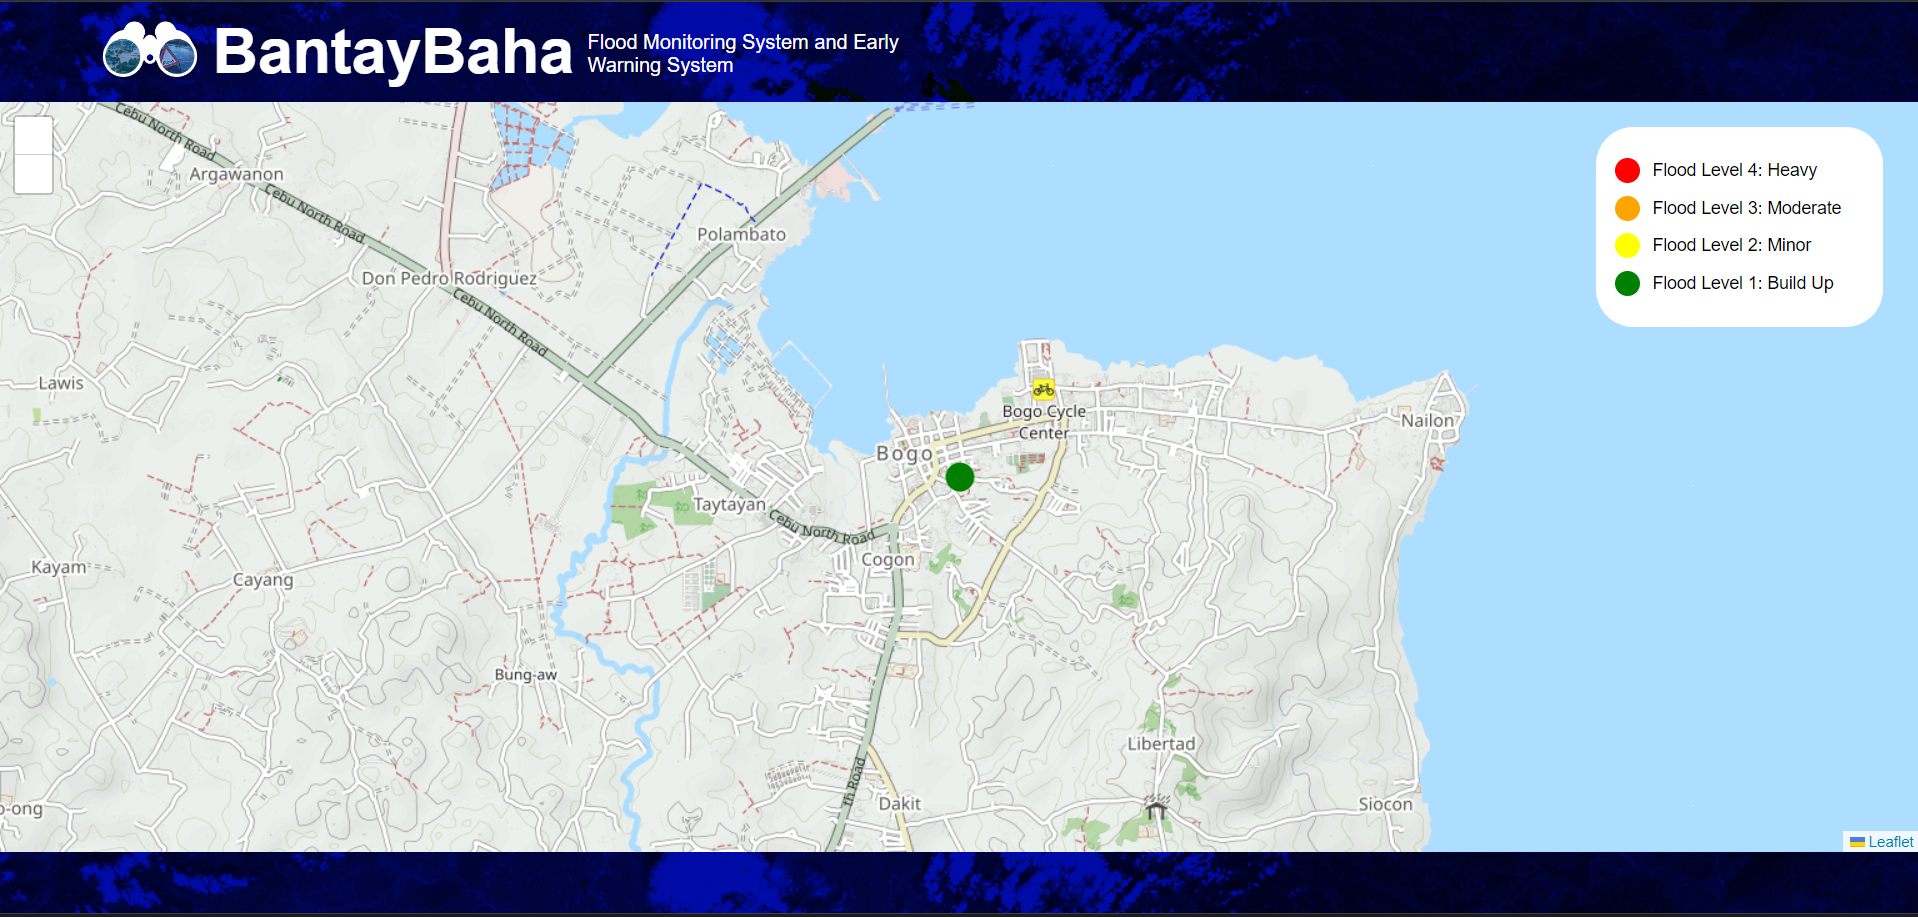 BantayBaha
Flood Monitoring System and Early
Warning System
Cebu North Road
Argawanon
Cebu North Road
Polambato
Don Pedro Rodriguez
Cebu North Road
Lawis
Flood Level 4: Heavy
Flood Level 3: Moderate
Flood Level 2: Minor
Flood Level 1: Build Up
Bogo Cycle
Center
Nailon
Bogo
Taytayan
Cebu North Road
Cogon
Kayam
Cayang
Bung-aw
Libertad
th Road
Dakit
Siocon
o-ong
Leaflet